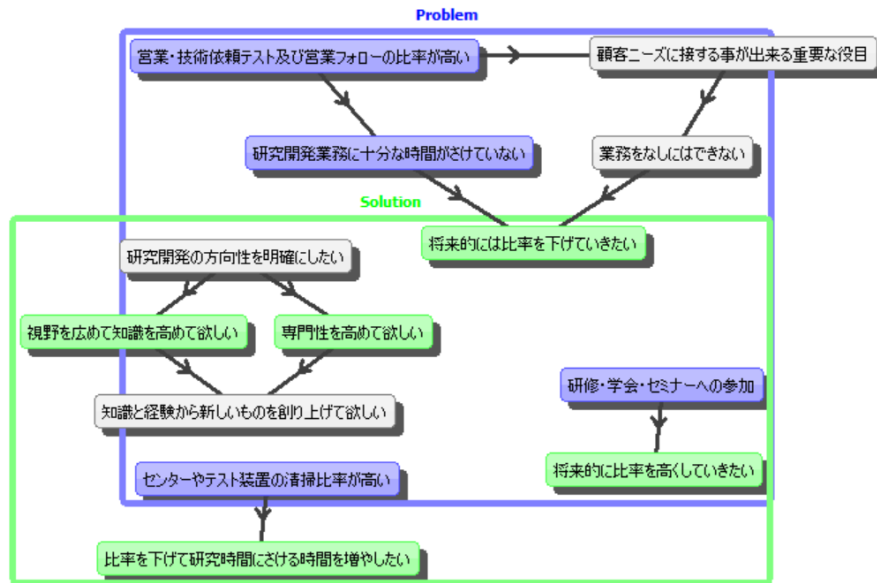 Problem
営業・技術依頼テスト及び営業フォローの比率が高い
顧客ニーズに接する事が出来る重要な役目
研究開発業務に十分な時間がさけていない
業務をなしにはできない
Solution
将来的には比率を下げていきたい
研究開発の方向性を明確にしたい
視野を広めて知識を高めて欲しい
専門性を高めて欲しい
研修・学会・セミナーへの参加
知識と経験から新しいものを創り上げて欲しい
将来的に比率を高くしていきたい
センターやテスト装置の清掃比率が高い
比率を下げて研究時間にさける時間を増やしたい